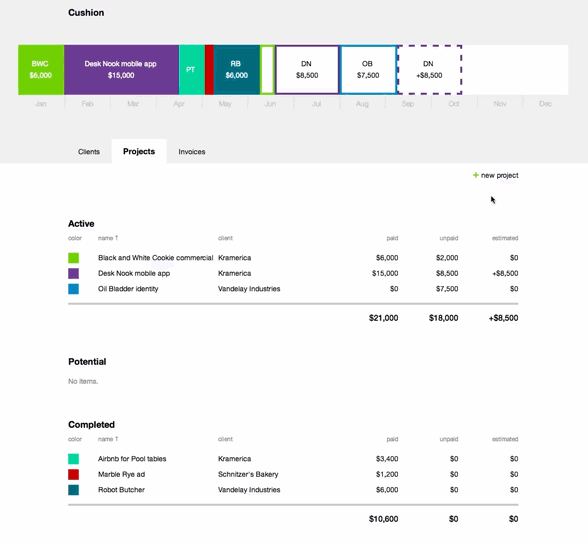 Cushion
BWC Desk Nook mobile app PT RB DN OB DN
$6,000 $15,000 $6,000 $8,500 $7,500 +$8,500
Jan Feb Mar Apr May Jun Jul Aug Sep Oct Nov Dec
Clients Projects Invoices
+ new project
Active
color name ↑ client paid unpaid estimated
Black and White Cookie commercial Kramerica $6,000 $2,000 $0
Desk Nook mobile app Kramerica $15,000 $8,500 +$8,500
Oil Bladder identity Vandelay Industries $0 $7,500 $0
$21,000 $18,000 +$8,500
Potential
No items.
Completed
color name ↑ client paid unpaid estimated
Airbnb for Pool tables Kramerica $3,400 $0 $0
Marble Rye ad Schnitzer's Bakery $1,200 $0 $0
Robot Butcher Vandelay Industries $6,000 $0 $0
$10,600 $0 $0